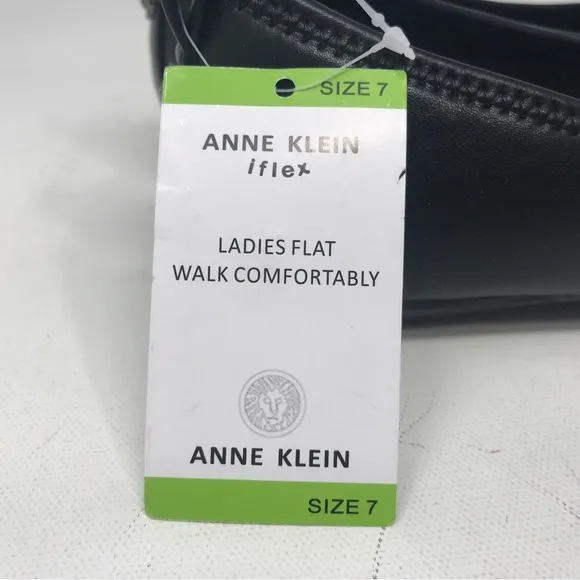 SIZE 7
ANNE KLEIN
iflex
LADIES FLAT
WALK COMFORTABLY
ANNE KLEIN
SIZE 7